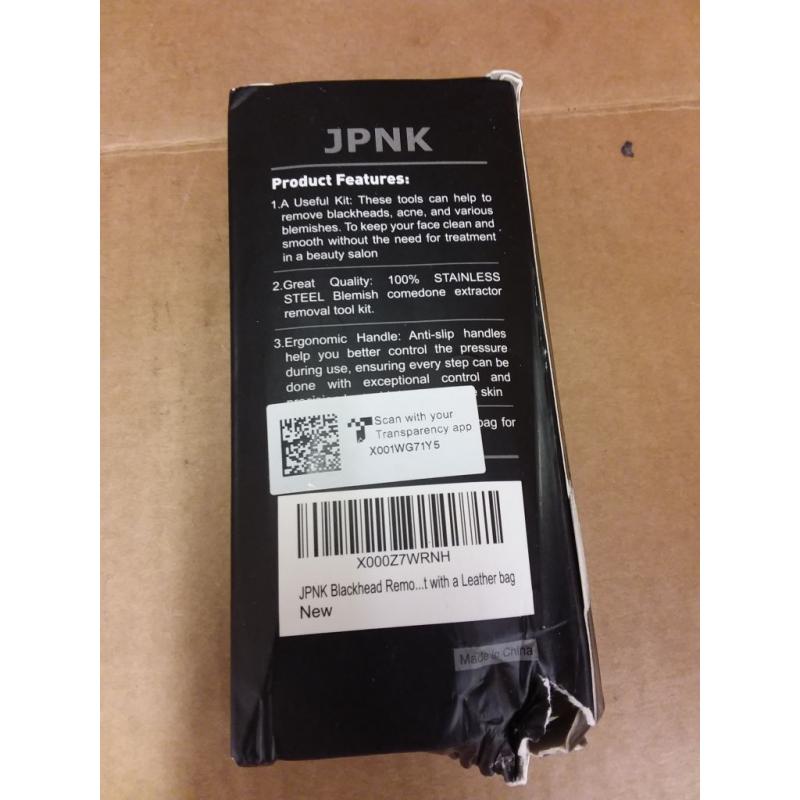 JPNK
Product Features:
1.A Useful Kit: These tools can help to
remove blackheads, acne, and various
blemishes. To keep your face clean and
smooth without the need for treatment
in a beauty salon
2.Great Quality: 100% STAINLESS
STEEL Blemish comedone extractor
removal tool kit.
3.Ergonomic Handle: Anti-slip handles
help you better control the pressure
during use, ensuring every step can be
done with exceptional control and
skin
bag for
Scan with your
Transparency app
X001WG71Y5
X000Z7WRNH
JPNK Blackhead Remo...t with a Leather bag
New
Made in China